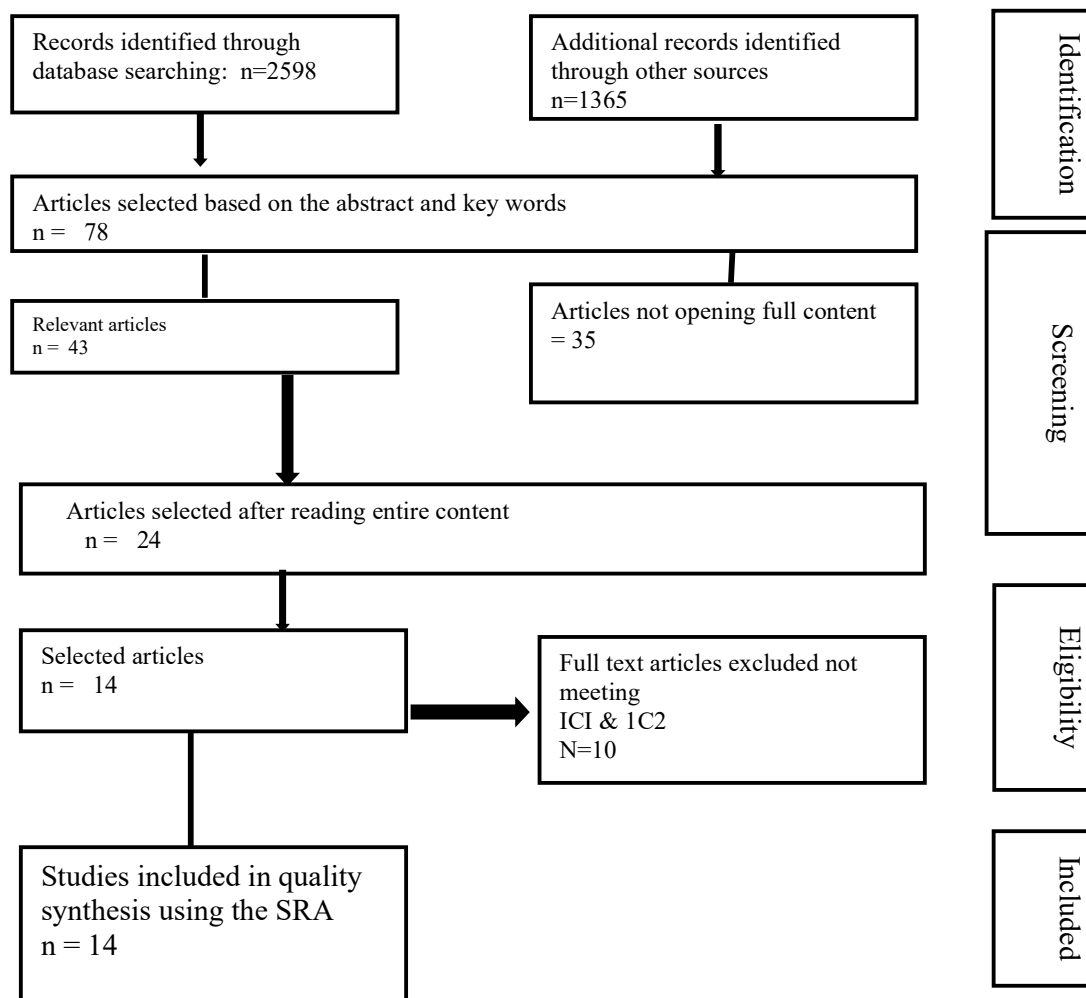 Records identified through
database searching:  n=2598
Additional records identified
through other sources
n=1365
Identification
Articles selected based on the abstract and key words
n =   78
Relevant articles
n =  43
Articles not opening full content
= 35
Screening
Articles selected after reading entire content
n =   24
Selected articles
n =   14
Full text articles excluded not
meeting
ICI & 1C2
N=10
Eligibility
Studies included in quality
synthesis using the SRA
n = 14
Included